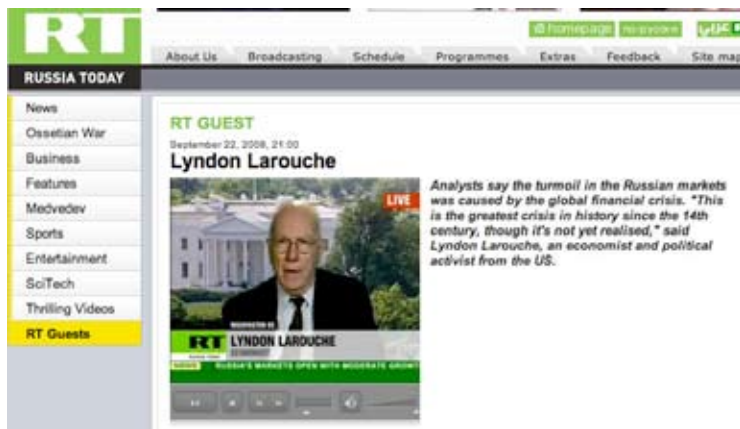 RT
homepage
عربي
About Us Broadcasting Schedule Programmes Extras Feedback Site map
RUSSIA TODAY
News
Ossetian War
Business
Features
Medvedev
Sports
Entertainment
SciTech
Thrilling Videos
RT Guests
RT GUEST
September 22, 2008, 21:00
Lyndon Larouche
LIVE
WASHINGTON DC
RT LYNDON LAROUCHE
ECONOMIST
NEWS RUSSIA'S MARKETS OPEN WITH MODERATE GROWT
Analysts say the turmoil in the Russian markets
was caused by the global financial crisis. "This
is the greatest crisis in history since the 14th
century, though it's not yet realised," said
Lyndon Larouche, an economist and political
activist from the US.